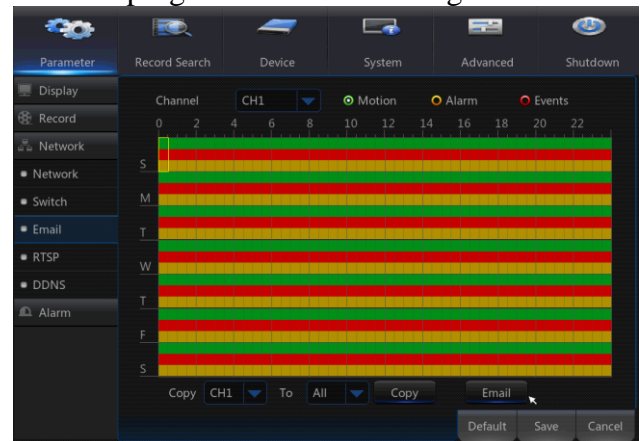 Parameter Record Search Device System Advanced Shutdown
Display
Record
Network
Network
Switch
Email
RTSP
DDNS
Alarm
Channel CH1 Motion Alarm Events
0 2 4 6 8 10 12 14 16 18 20 22
S
M
T
W
T
F
S
Copy CH1 To All Copy Email
Default Save Cancel